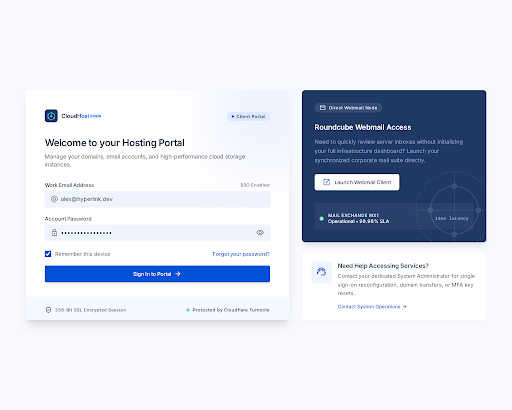 CloudHost ADMIN
Client Portal
Welcome to your Hosting Portal
Manage your domains, email accounts, and high-performance cloud storage
instances.
Work Email Address
SSO Enabled
alex@hyperlink.dev
Account Password
••••••••••••••••
Remember this device
Forgot your password?
Sign In to Portal →
256-Bit SSL Encrypted Session
Protected by Cloudflare Turnstile
Direct Webmail Node
Roundcube Webmail Access
Need to quickly review server inboxes without initializing
your full infrastructure dashboard? Launch your
synchronized corporate mail suite directly.
Launch Webmail Client
MAIL EXCHANGE MX1
Operational • 99.98% SLA
14ms latency
Need Help Accessing Services?
Contact your dedicated System Administrator for single
sign-on reconfiguration, domain transfers, or MFA key
resets.
Contact System Operations →